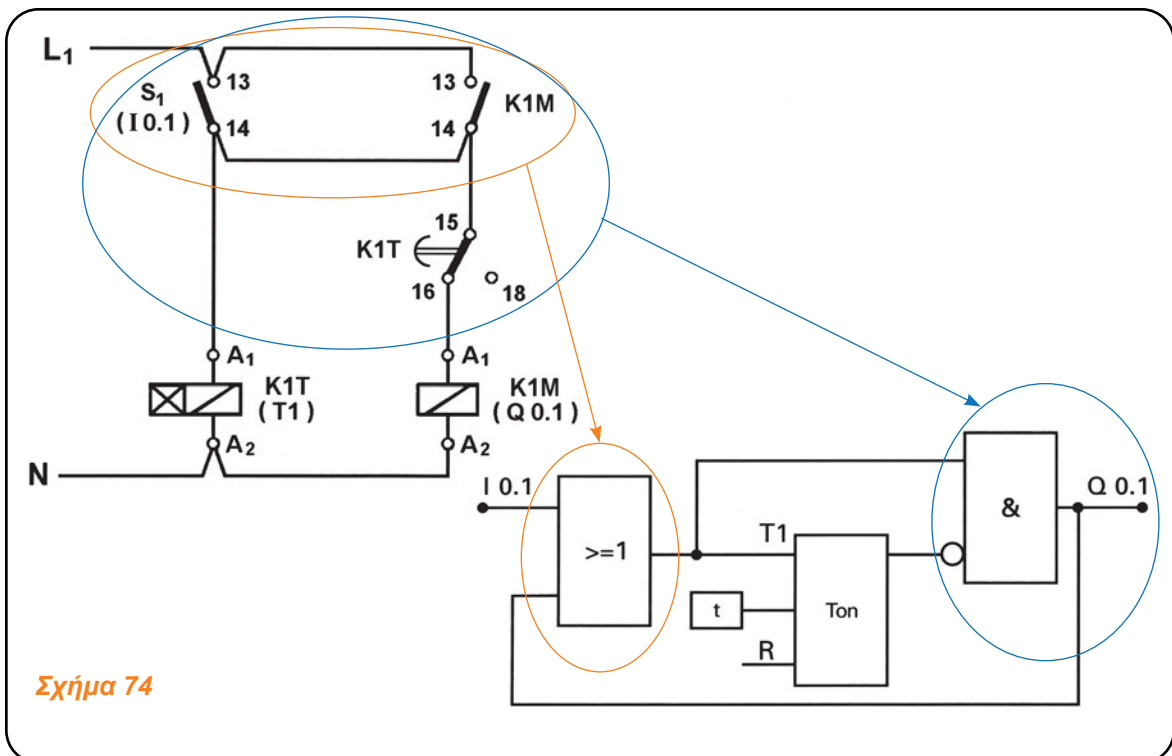 L1
13
13
S1
K1M
(I 0.1)
14
14
15
K1T
16
18
A1
A1
K1T
K1M
(T1)
(Q 0.1)
A2
A2
N
I 0.1
Q 0.1
&
T1
>=1
t
Ton
R
Σχήμα 74